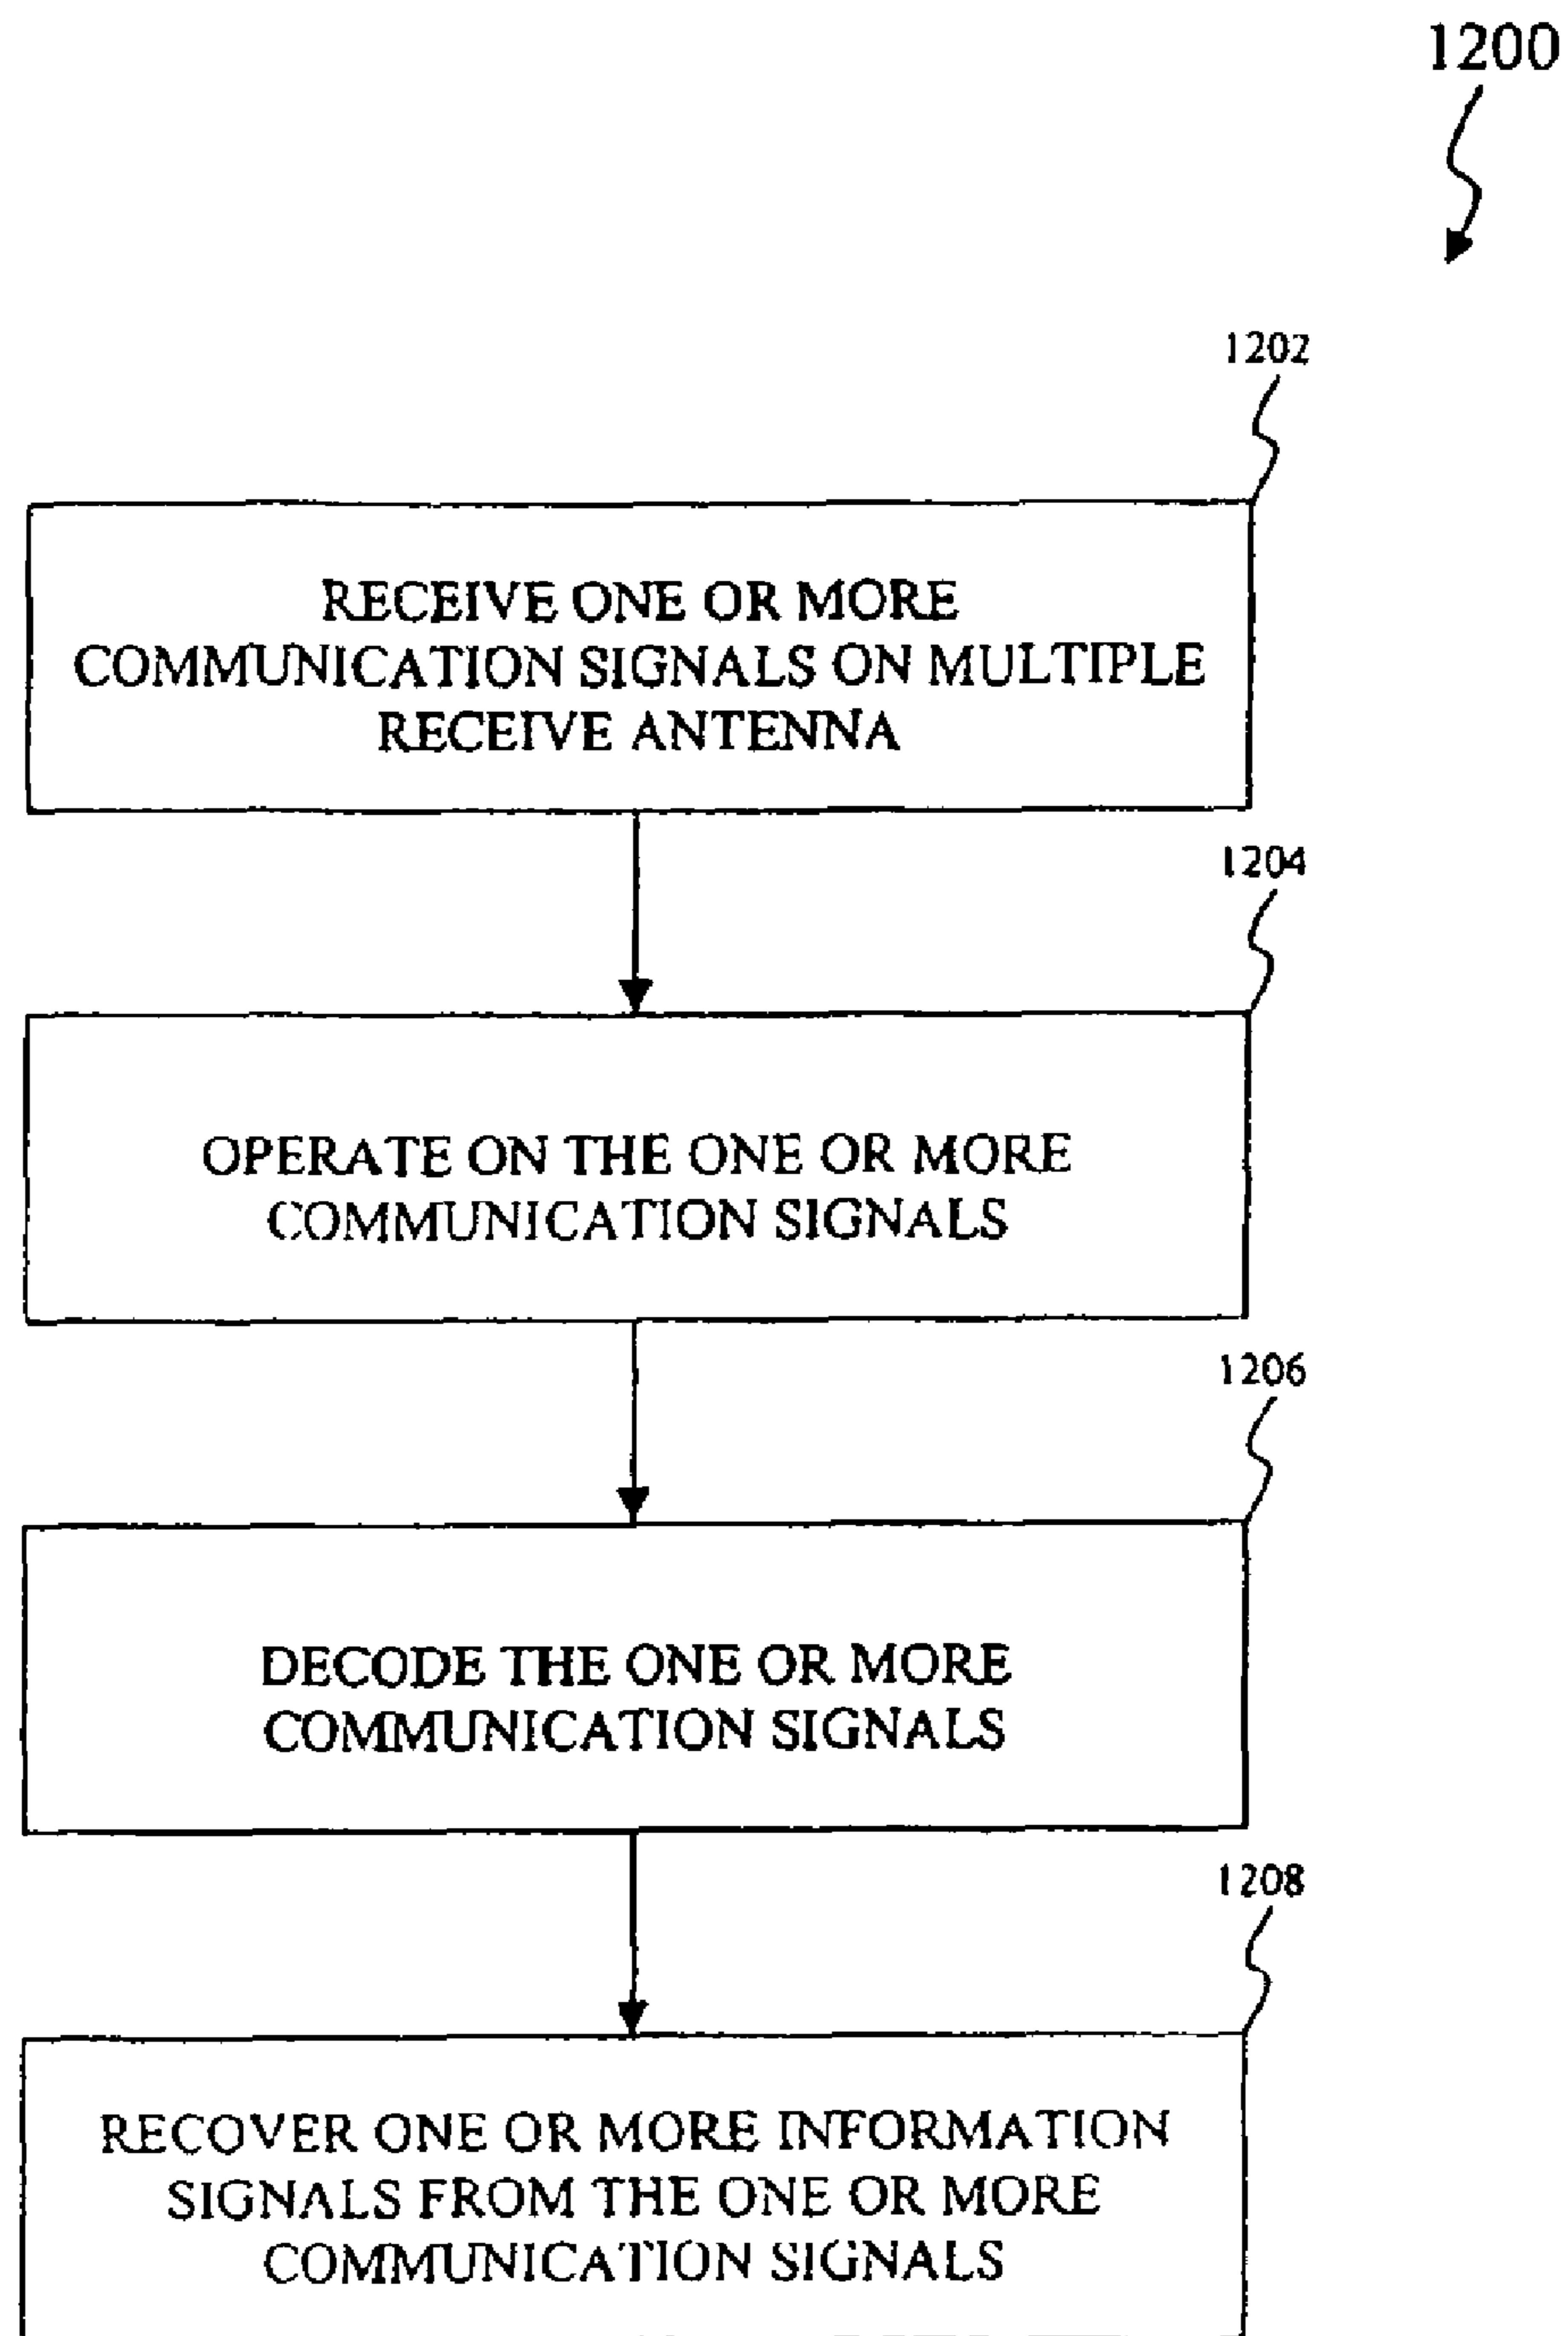 1200
1202
RECEIVE ONE OR MORE
COMMUNICATION SIGNALS ON MULTIPLE
RECEIVE ANTENNA
1204
OPERATE ON THE ONE OR MORE
COMMUNICATION SIGNALS
1206
DECODE THE ONE OR MORE
COMMUNICATION SIGNALS
1208
RECOVER ONE OR MORE INFORMATION
SIGNALS FROM THE ONE OR MORE
COMMUNICATION SIGNALS